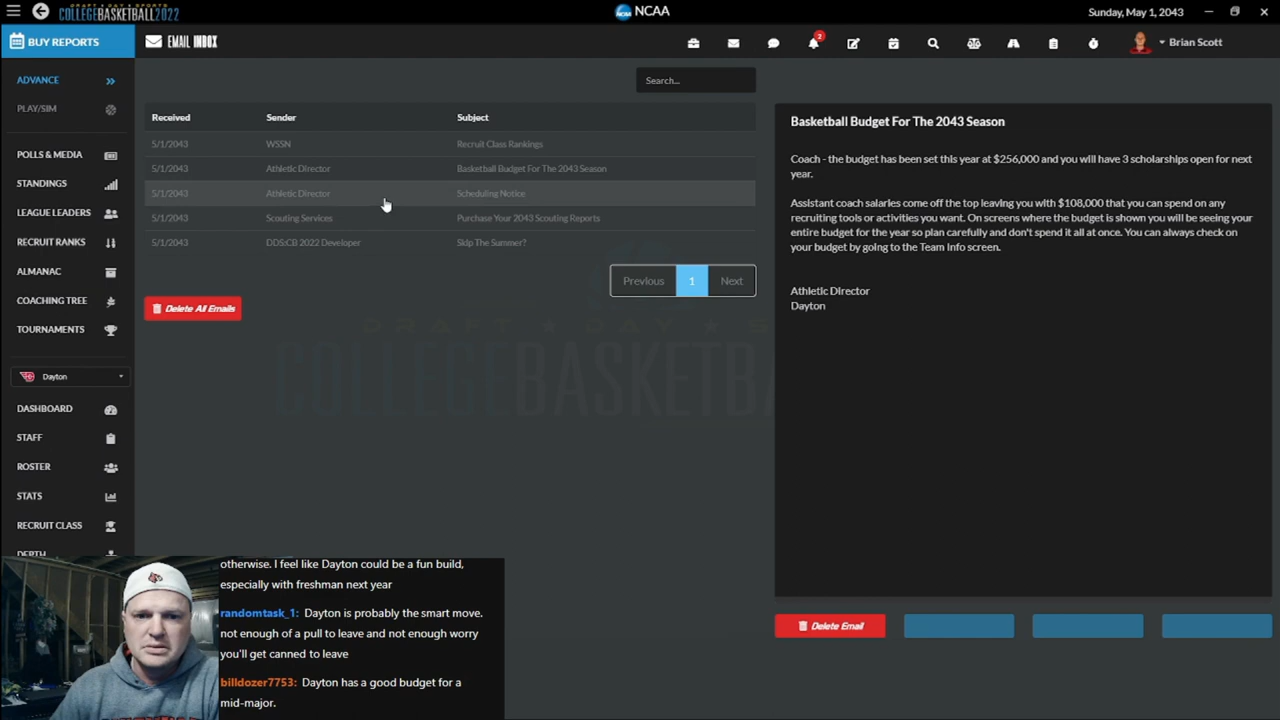 DRAFT • DAY • SPORTS
COLLEGEBASKETBALL2022
NCAA
Sunday, May 1, 2043
BUY REPORTS
EMAIL INBOX
2
Brian Scott
ADVANCE
PLAY/SIM
POLLS & MEDIA
STANDINGS
LEAGUE LEADERS
RECRUIT RANKS
ALMANAC
COACHING TREE
TOURNAMENTS
Dayton
DASHBOARD
STAFF
ROSTER
STATS
RECRUIT CLASS
DEPTH
Search...
Received Sender Subject
5/1/2043 WSSN Recruit Class Rankings
5/1/2043 Athletic Director Basketball Budget For The 2043 Season
5/1/2043 Athletic Director Scheduling Notice
5/1/2043 Scouting Services Purchase Your 2043 Scouting Reports
5/1/2043 DDS:CB 2022 Developer Skip The Summer?
Previous 1 Next
Delete All Emails
DRAFT • DAY • S
COLLEGEBASKETBALL
Basketball Budget For The 2043 Season
Coach - the budget has been set this year at $256,000 and you will have 3 scholarships open for next
year.
Assistant coach salaries come off the top leaving you with $108,000 that you can spend on any
recruiting tools or activities you want. On screens where the budget is shown you will be seeing your
entire budget for the year so plan carefully and don't spend it all at once. You can always check on
your budget by going to the Team Info screen.
Athletic Director
Dayton
Delete Email
otherwise. I feel like Dayton could be a fun build,
especially with freshman next year
randomtask_1: Dayton is probably the smart move.
not enough of a pull to leave and not enough worry
you'll get canned to leave
billdozer7753: Dayton has a good budget for a
mid-major.